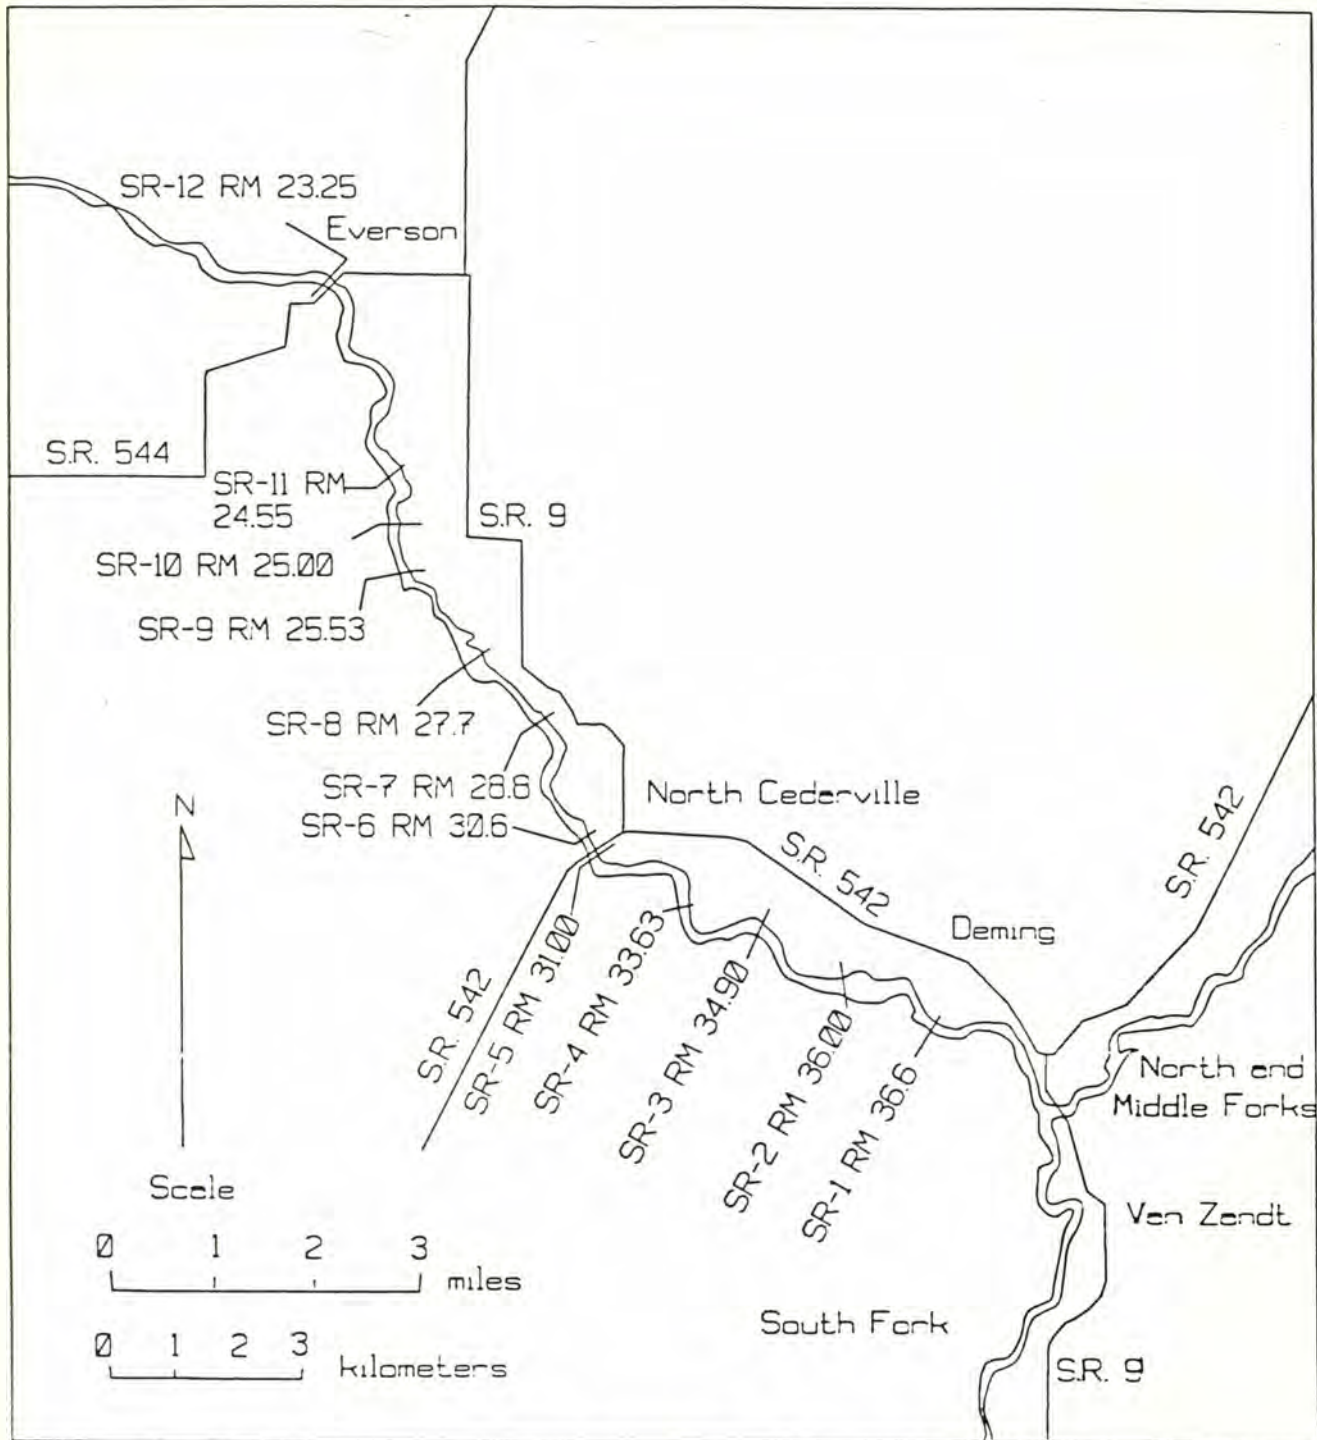 SR-12 RM 23.25
Everson
S.R. 544
SR-11 RM
24.55
S.R. 9
SR-10 RM 25.00
SR-9 RM 25.53
SR-8 RM 27.7
SR-7 RM 28.8
SR-6 RM 30.6
North Cedarville
S.R. 542
S.R. 542
Deming
S.R. 542
SR-5 RM 31.00
SR-4 RM 33.63
SR-3 RM 34.90
SR-2 RM 36.00
SR-1 RM 36.6
North and
Middle Forks
Van Zandt
South Fork
S.R. 9
N
Scale
0 1 2 3
miles
0 1 2 3
kilometers